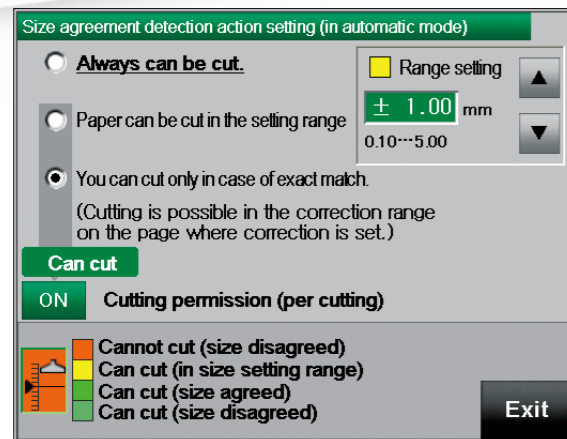 Size agreement detection action setting (in automatic mode)
Always can be cut.
Range setting
± 1.00 mm
0.10···5.00
Paper can be cut in the setting range
You can cut only in case of exact match.
(Cutting is possible in the correction range
on the page where correction is set.)
Can cut
ON Cutting permission (per cutting)
Cannot cut (size disagreed)
Can cut (in size setting range)
Can cut (size agreed)
Can cut (size disagreed)
Exit